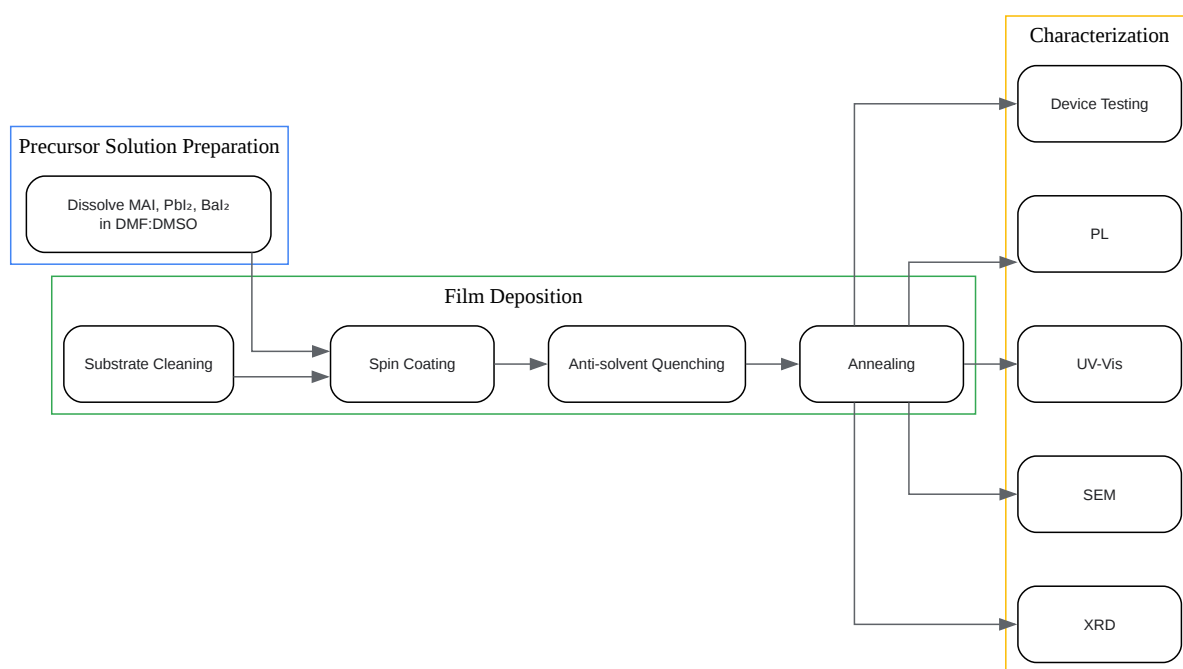 Characterization
Device Testing
Precursor Solution Preparation
Dissolve MAI, PbI₂, BaI₂
in DMF:DMSO
PL
Film Deposition
Substrate Cleaning
Spin Coating
Anti-solvent Quenching
Annealing
UV-Vis
SEM
XRD